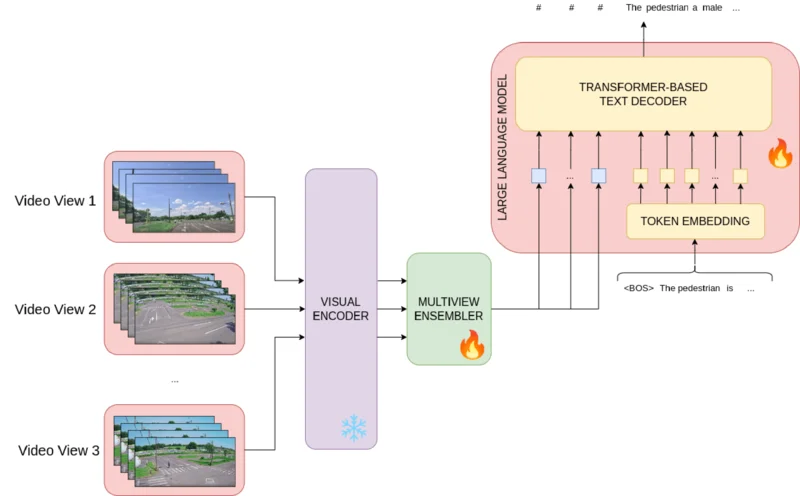 # # # The pedestrian a male ...
LARGE LANGUAGE MODEL
TRANSFORMER-BASED
TEXT DECODER
...
...
TOKEN EMBEDDING
<BOS> The pedestrian is ...
Video View 1
Video View 2
...
Video View 3
VISUAL
ENCODER
MULTIVIEW
ENSEMBLER